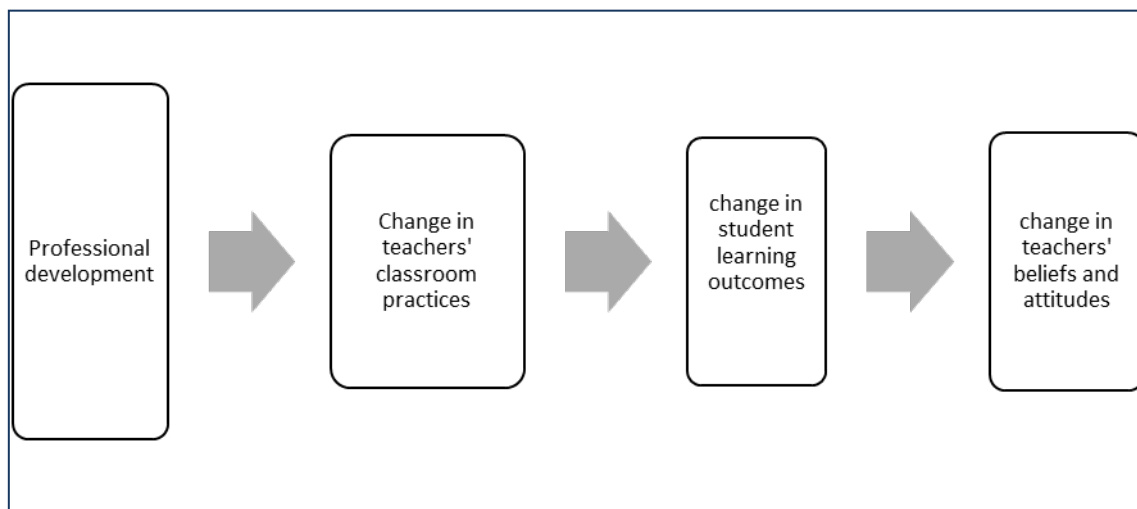 Professional
development
Change in
teachers'
classroom
practices
change in
student
learning
outcomes
change in
teachers'
beliefs and
attitudes